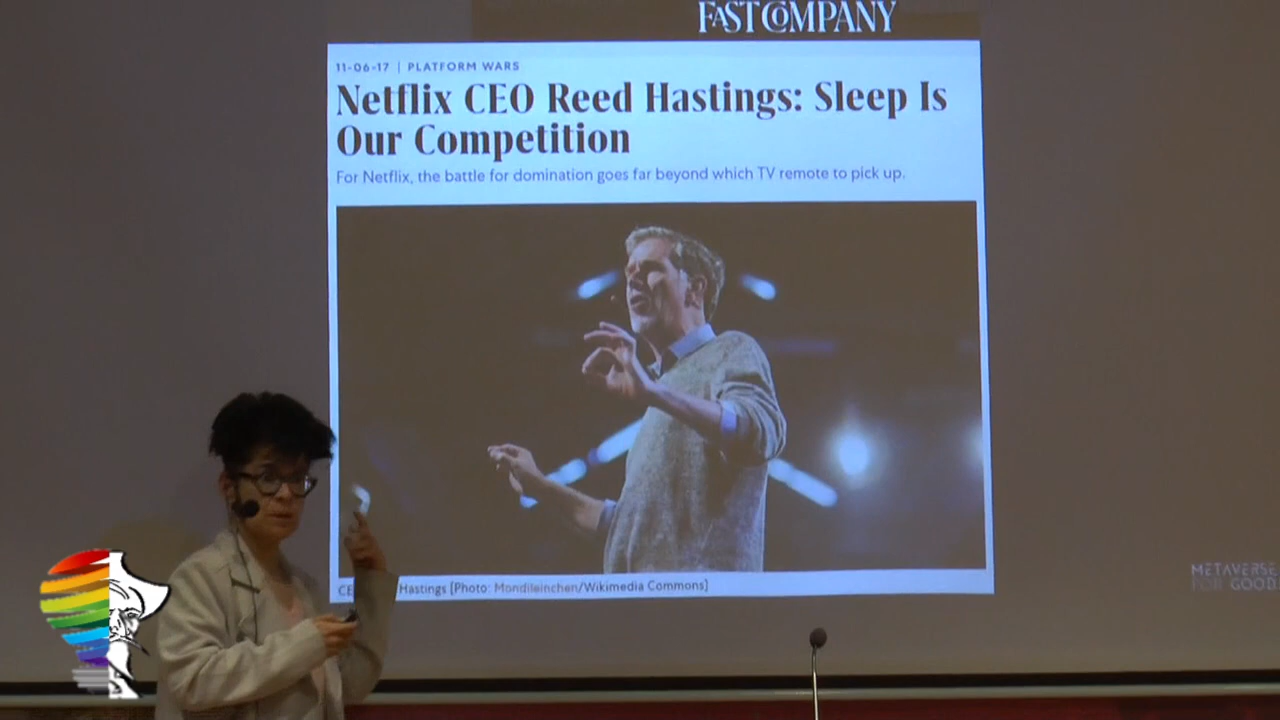 FAST COMPANY
11-06-17 | PLATFORM WARS
Netflix CEO Reed Hastings: Sleep Is
Our Competition
For Netflix, the battle for domination goes far beyond which TV remote to pick up.
CE Hastings [Photo: Mondileinchen/Wikimedia Commons]
METAVERSE
FOR GOOD